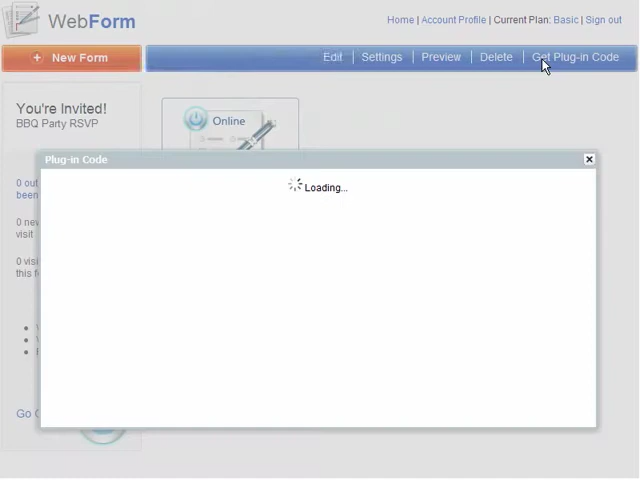 WebForm
Home | Account Profile | Current Plan: Basic | Sign out
+ New Form
Edit | Settings | Preview | Delete | Get Plug-in Code
You're Invited!
BBQ Party RSVP
Online
Plug-in Code
Loading...
0 out
been
0 new
visit
0 visi
this f
Go